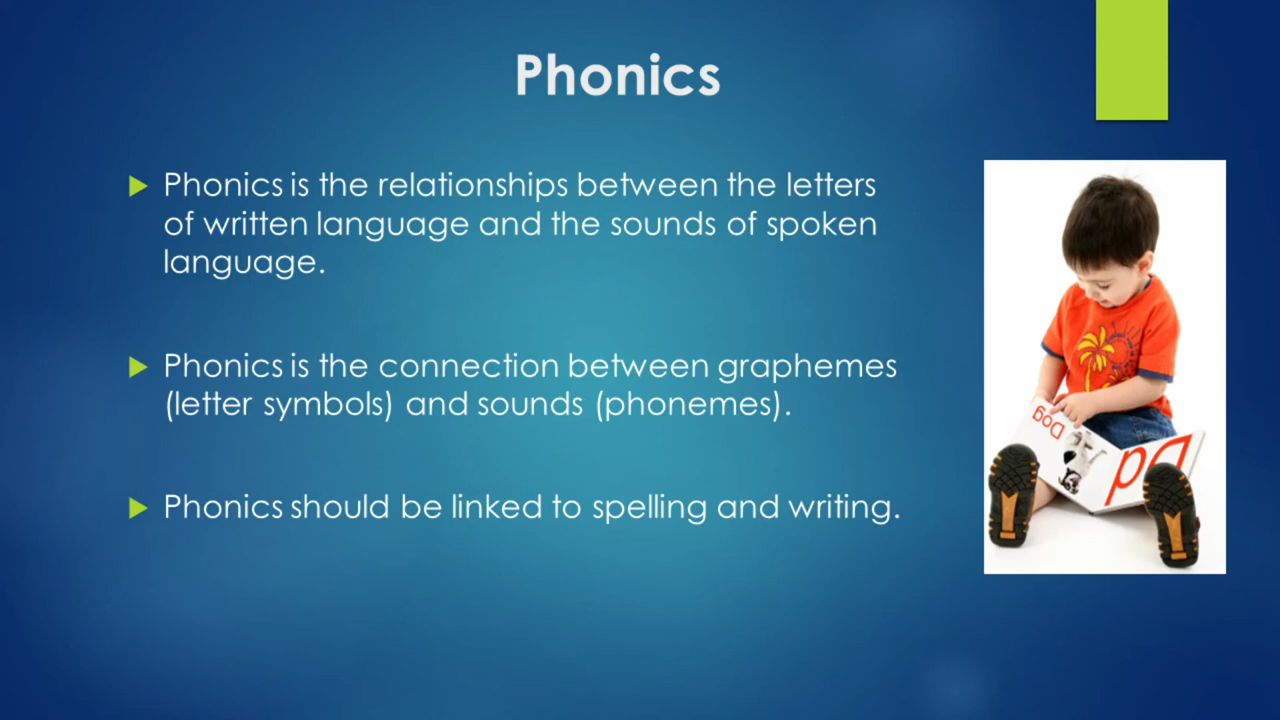 Phonics
Phonics is the relationships between the letters
of written language and the sounds of spoken
language.
Phonics is the connection between graphemes
(letter symbols) and sounds (phonemes).
Phonics should be linked to spelling and writing.
Dog
Dd